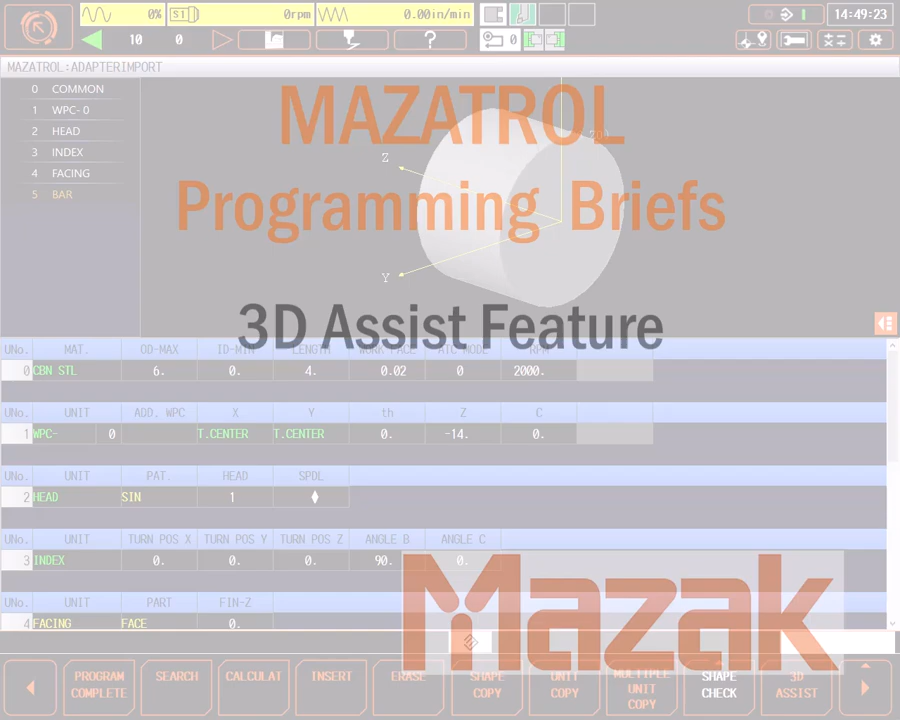 0% S1 0rpm 0.00in/min 14:49:23
10 0 ? 0
MAZATROL:ADAPTERIMPORT
0 COMMON
1 WPC- 0
2 HEAD
3 INDEX
4 FACING
5 BAR
Z
Y
MAZATROL
Programming Briefs
3D Assist Feature
UNo. MAT. OD-MAX ID-MIN LENGTH WORK FACE ATC MODE RPM
0 CBN STL 6. 0. 4. 0.02 0 2000.
UNo. UNIT ADD. WPC X Y th Z C
1 WPC- 0 T.CENTER T.CENTER 0. -14. 0.
UNo. UNIT PAT. HEAD SPDL
2 HEAD SIN 1 ♦
UNo. UNIT TURN POS X TURN POS Y TURN POS Z ANGLE B ANGLE C
3 INDEX 0. 0. 0. 90. 0.
UNo. UNIT PART FIN-Z
4 FACING FACE 0.
Mazak
PROGRAM COMPLETE SEARCH CALCULAT INSERT ERASE SHAPE COPY UNIT COPY MULTIPLE UNIT COPY SHAPE CHECK 3D ASSIST